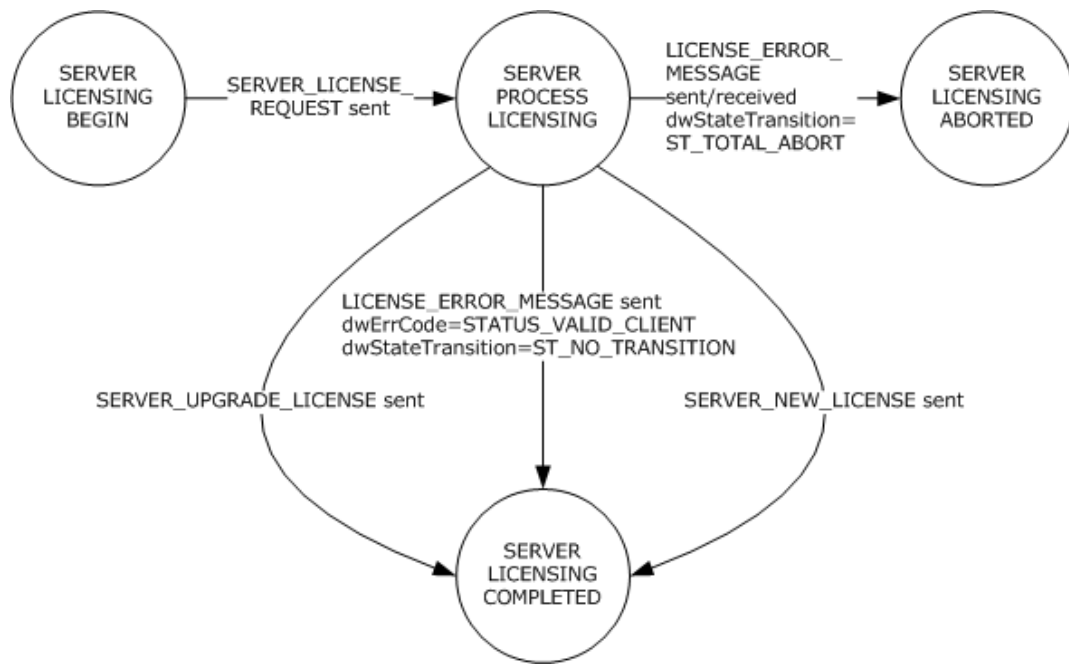 SERVER
LICENSING
BEGIN
SERVER_LICENSE_
REQUEST sent
SERVER
PROCESS
LICENSING
LICENSE_ERROR_
MESSAGE
sent/received
dwStateTransition=
ST_TOTAL_ABORT
SERVER
LICENSING
ABORTED
LICENSE_ERROR_MESSAGE sent
dwErrCode=STATUS_VALID_CLIENT
dwStateTransition=ST_NO_TRANSITION
SERVER_UPGRADE_LICENSE sent
SERVER_NEW_LICENSE sent
SERVER
LICENSING
COMPLETED